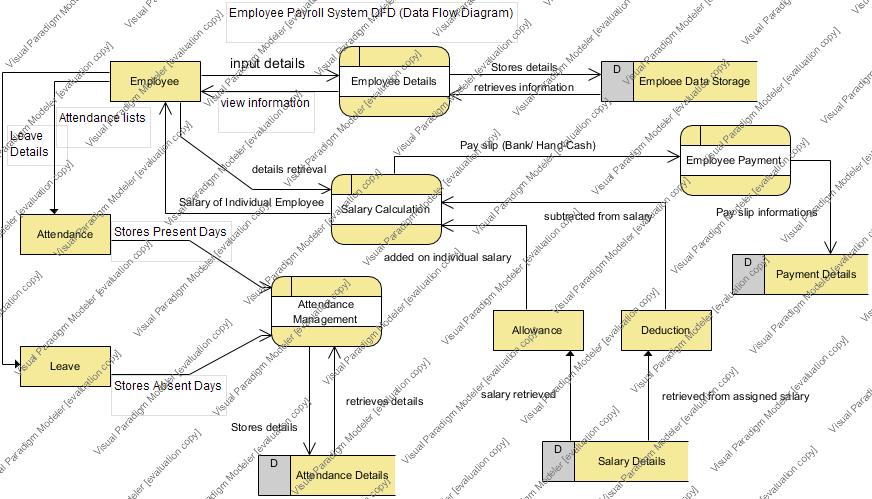 Employee Payroll System DFD (Data Flow Diagram)
Employee
input details
view information
Employee Details
Stores details
retrieves information
D
Emploee Data Storage
Attendance lists
Leave
Details
details retrieval
Salary of Individual Employee
Pay slip (Bank/ Hand-Cash)
Employee Payment
Salary Calculation
subtracted from salary
Pay slip informations
Attendance
Stores Present Days
added on individual salary
D
Payment Details
Attendance
Management
Allowance
Deduction
Leave
Stores Absent Days
retrieves details
salary retrieved
retrieved from assigned salary
Stores details
D
Attendance Details
D
Salary Details
Visual Paradigm Modeler [evaluation copy]